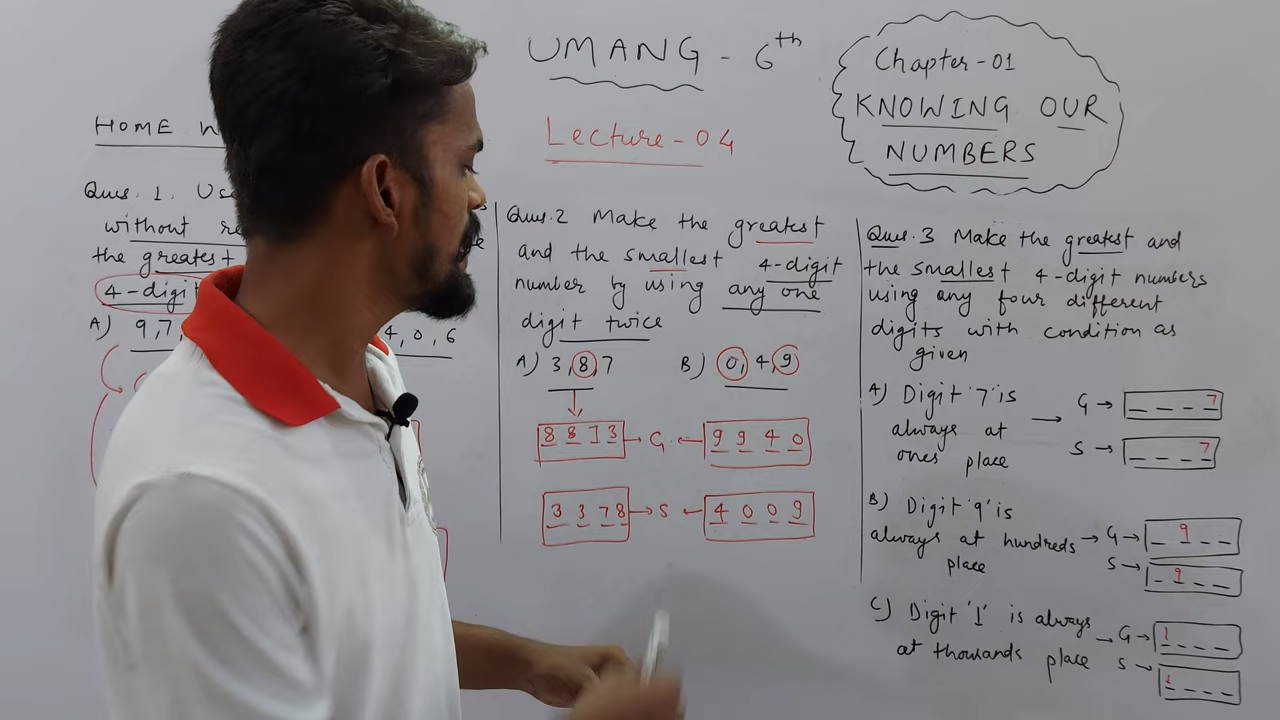 UMANG - 6th
Lecture-04
Chapter-01
KNOWING OUR
NUMBERS
HOME
Ques. 1. Use
without
the greatest
4-digit
A) 9,7,
4, 0, 6
Ques.2 Make the greatest
and the smallest 4-digit
number by using any one
digit twice
A) 3,8,7
B) 0,4,9
8 8 7 3 → G ← 9 9 4 0
3 3 7 8 → S ← 4 0 0 9
Ques.3 Make the greatest and
the smallest 4-digit numbers
using any four different
digits with condition as
given
A) Digit '7' is
always at
ones place
→ G → _ _ _ 7
S → _ _ _ 7
B) Digit '9' is
always at hundreds
place
→ G → _ 9 _ _
S → _ 9 _ _
C) Digit '1' is always
at thousands place
→ G → 1 _ _ _
S → 1 _ _ _